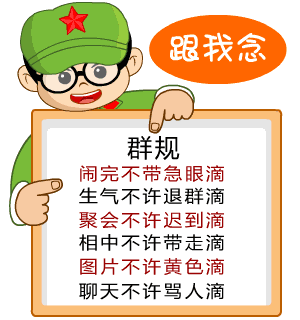 跟我念
群规
闹完不带急眼滴
生气不许退群滴
聚会不许迟到滴
相中不许带走滴
图片不许黄色滴
聊天不许骂人滴